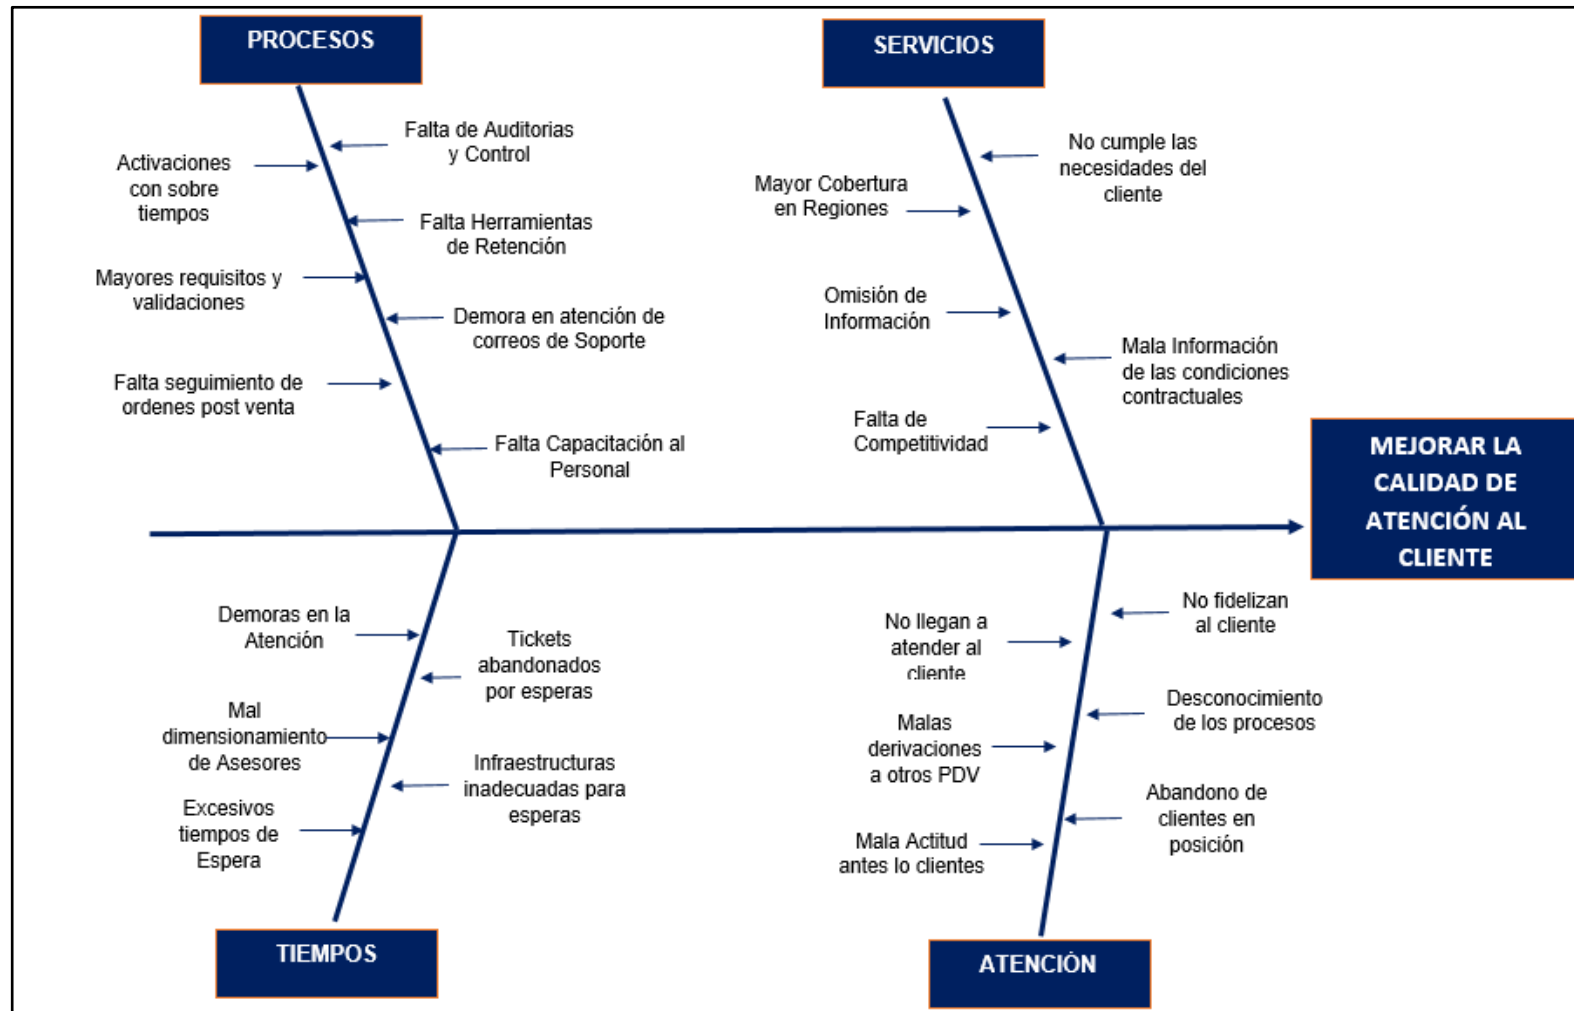 PROCESOS
SERVICIOS
Falta de Auditorias
y Control
Activaciones
con sobre
tiempos
Falta Herramientas
de Retención
Mayores requisitos y
validaciones
Demora en atención de
correos de Soporte
Falta seguimiento de
ordenes post venta
Falta Capacitación al
Personal
No cumple las
necesidades del
cliente
Mayor Cobertura
en Regiones
Omisión de
Información
Mala Información
de las condiciones
contractuales
Falta de
Competitividad
MEJORAR LA
CALIDAD DE
ATENCIÓN AL
CLIENTE
Demoras en la
Atención
Tickets
abandonados
por esperas
Mal
dimensionamiento
de Asesores
Infraestructuras
inadecuadas para
esperas
Excesivos
tiempos de
Espera
No fidelizan
al cliente
No llegan a
atender al
cliente
Desconocimiento
de los procesos
Malas
derivaciones
a otros PDV
Abandono de
clientes en
posición
Mala Actitud
antes lo clientes
TIEMPOS
ATENCIÓN